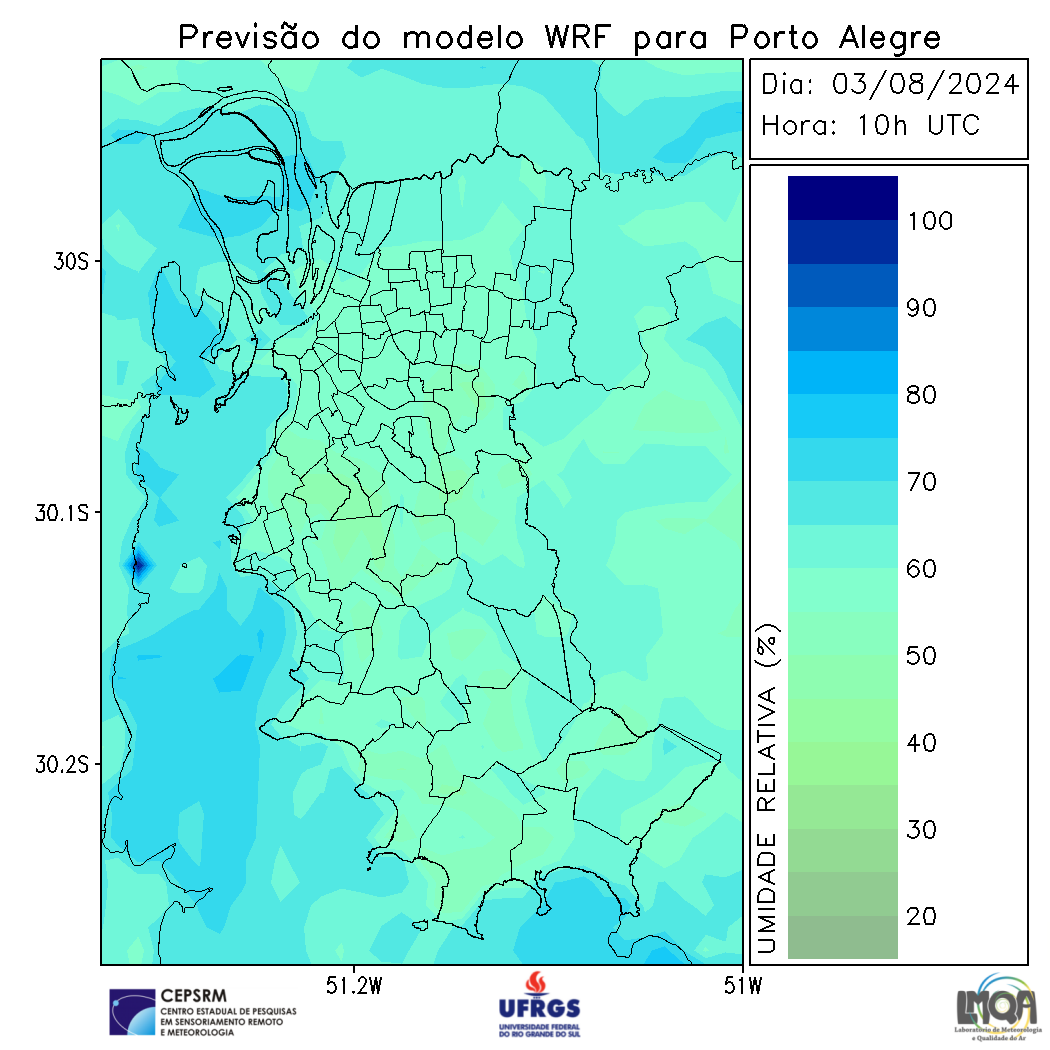 Previsão do modelo WRF para Porto Alegre
Dia: 03/08/2024
Hora: 10h UTC
30S
30.1S
30.2S
51.2W
51W
100
90
80
70
60
50
40
30
20
UMIDADE RELATIVA (%)
CEPSRM
CENTRO ESTADUAL DE PESQUISAS
EM SENSORIAMENTO REMOTO
E METEOROLOGIA
UFRGS
UNIVERSIDADE FEDERAL
DO RIO GRANDE DO SUL
LMQA
Laboratório de Meteorologia
e Qualidade do Ar